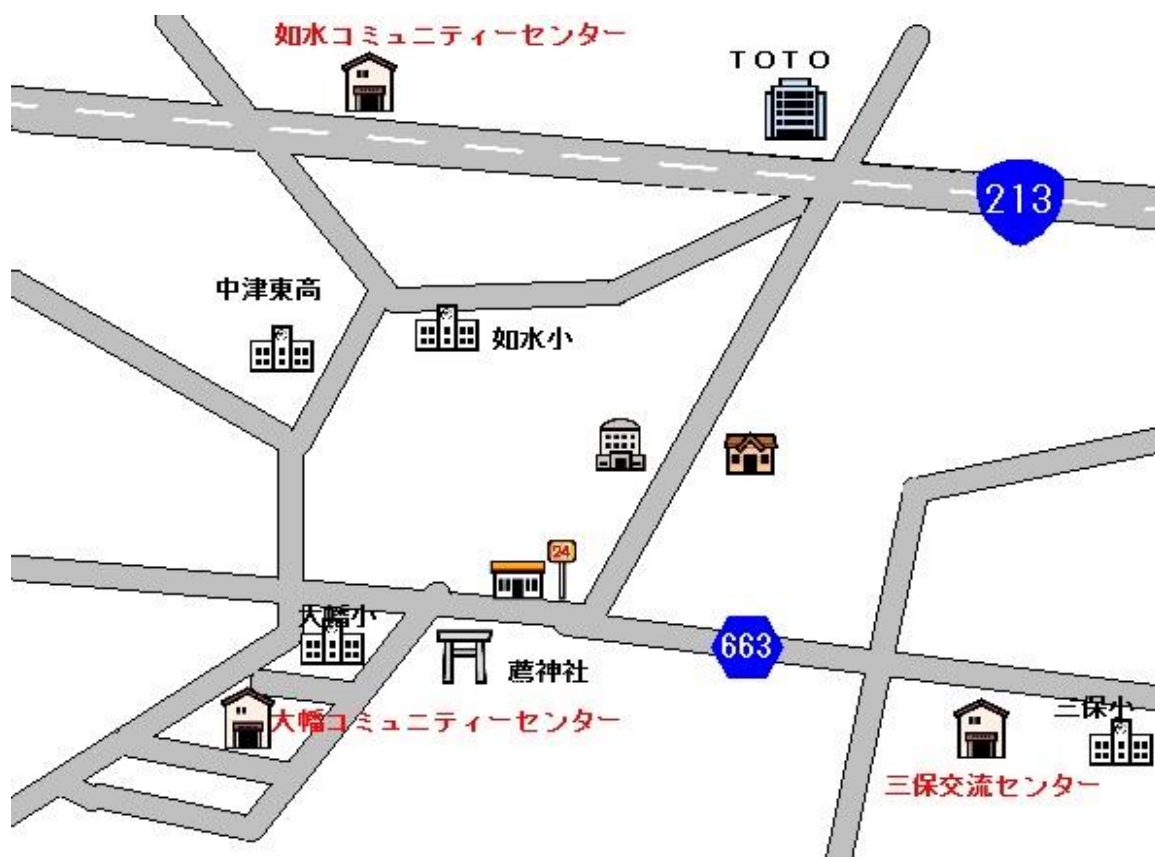 如水コミュニティーセンター
TOTO
213
中津東高
如水小
24
大幡小
663
薦神社
大幡コミュニティーセンター
三保小
三保交流センター